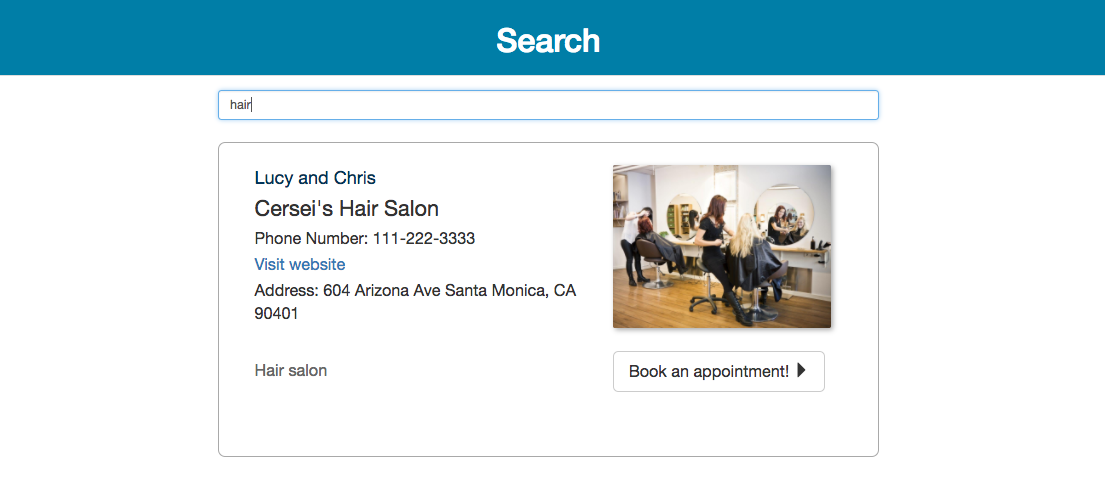 Search
hair
Lucy and Chris
Cersei's Hair Salon
Phone Number: 111-222-3333
Visit website
Address: 604 Arizona Ave Santa Monica, CA
90401
Hair salon
Book an appointment!